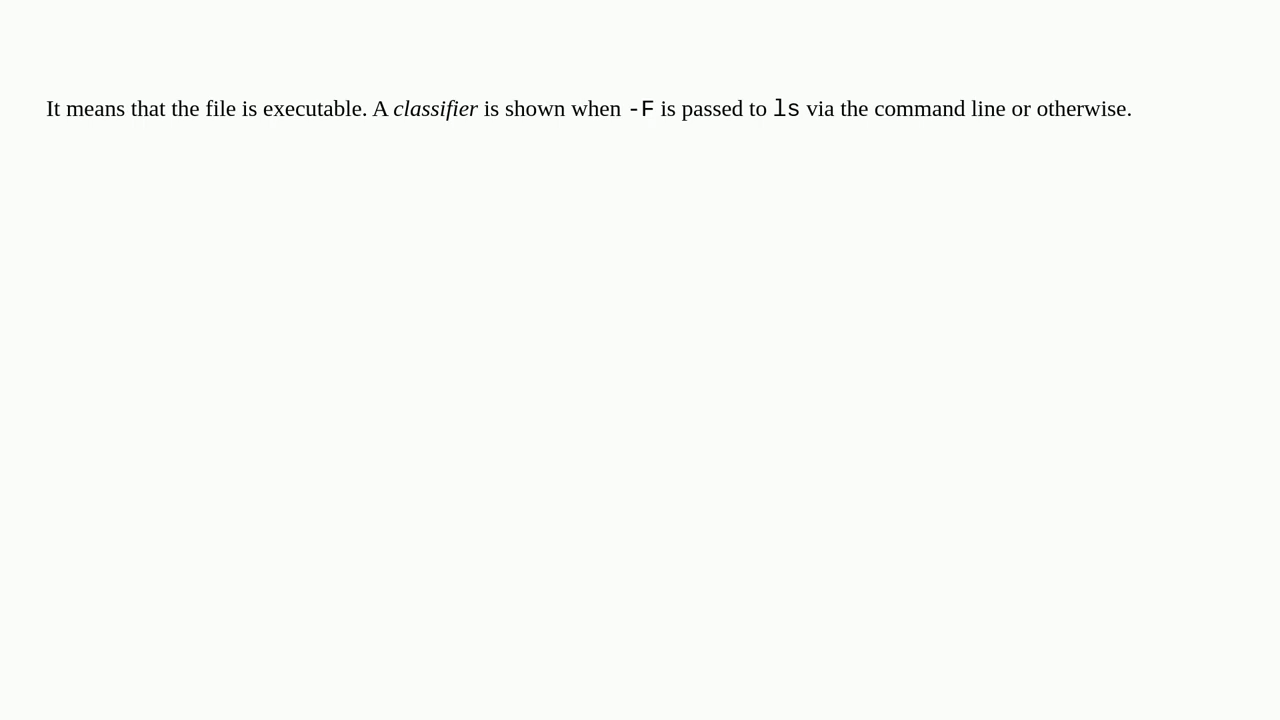 It means that the file is executable. A classifier is shown when -F is passed to ls via the command line or otherwise.